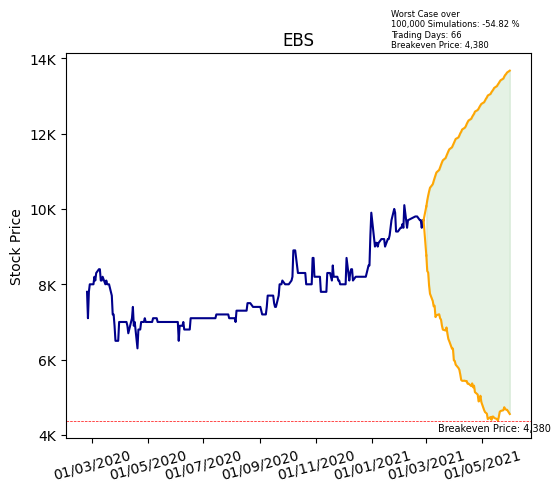 Worst Case over
100,000 Simulations: -54.82 %
Trading Days: 66
Breakeven Price: 4,380
EBS
Stock Price
14K
12K
10K
8K
6K
4K
Breakeven Price: 4,380
01/03/2020
01/05/2020
01/07/2020
01/09/2020
01/11/2020
01/01/2021
01/03/2021
01/05/2021